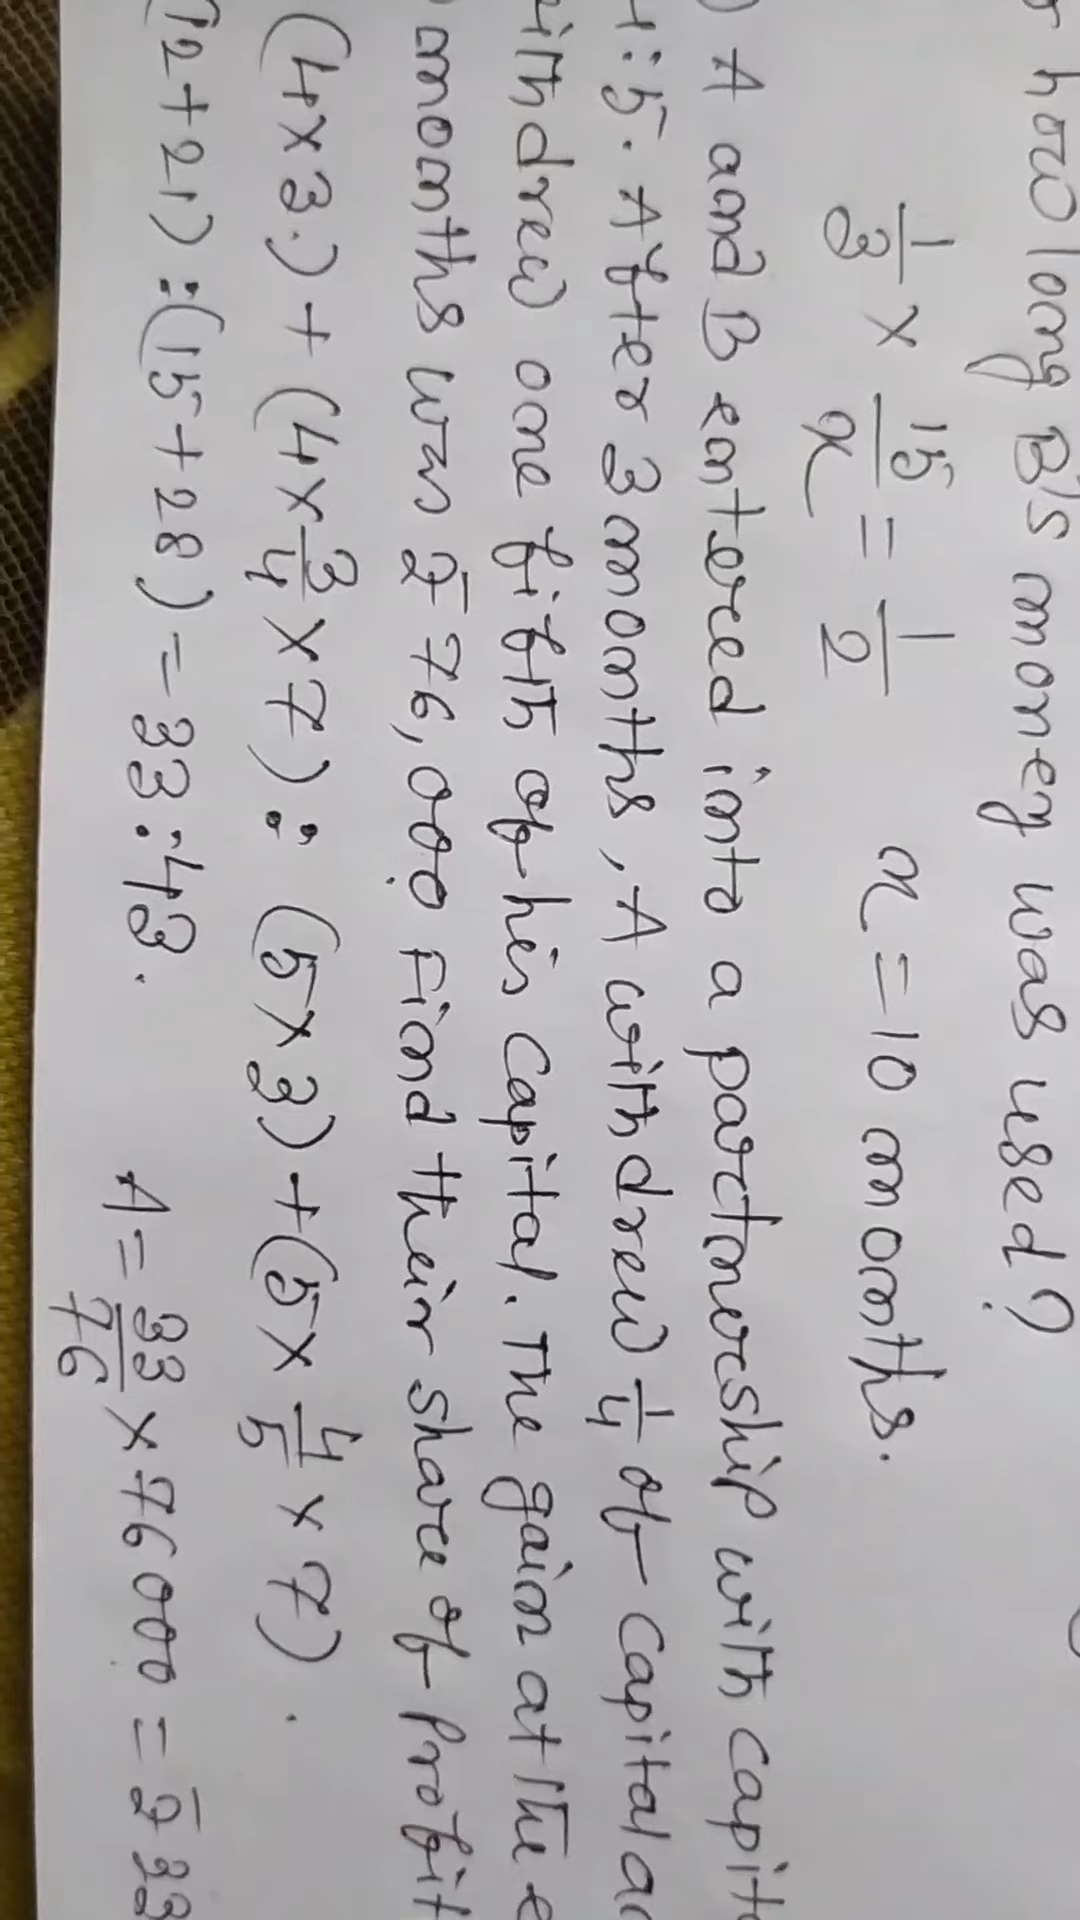 how long B's money was used?
1/3 × 15/x = 1/2    x = 10 months.
) A and B entered into a partnership with
4:5. After 3 months, A withdrew 1/4 of capital
withdrew one fifth of his capital. The gain at the
months was ₹ 76,000 Find their share of Profit
(4×3) + (4×3/4×7) : (5×3)+(5×4/5×7).
(12+21) : (15+28) = 33:43.    A = 33/76 × 76000 = ₹ 33